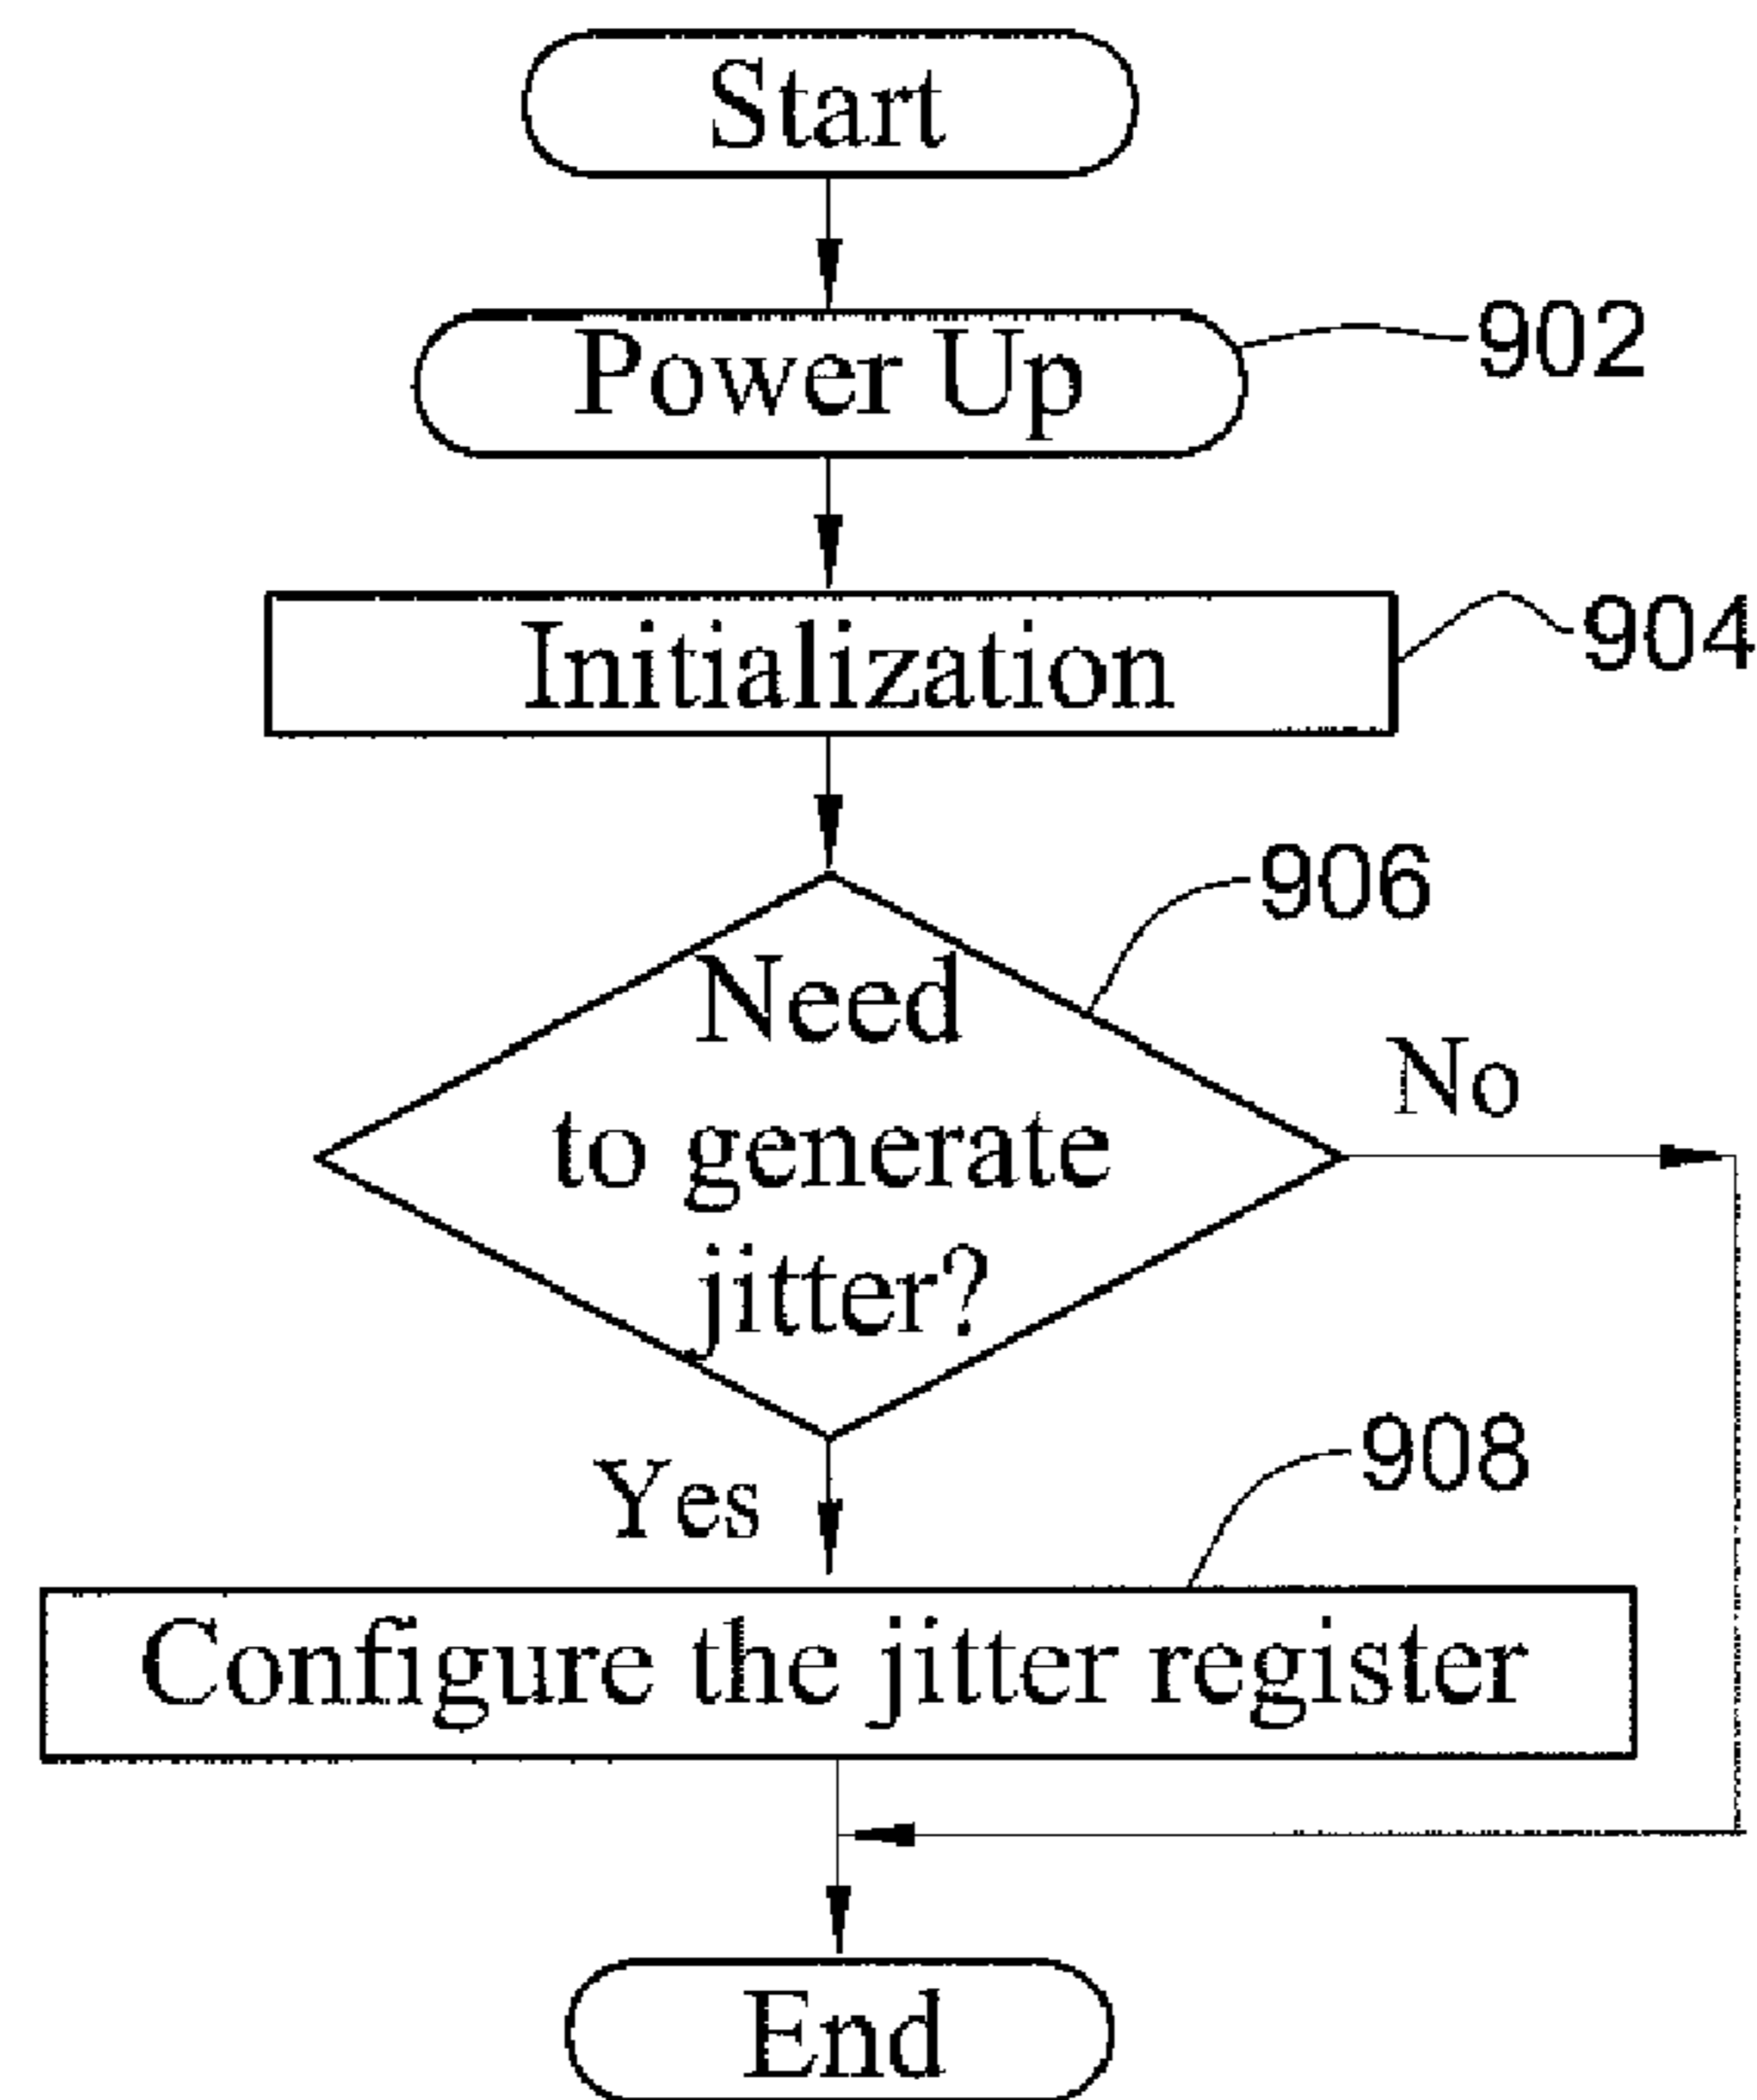 Start
Power Up
902
Initialization
904
906
Need
to generate
jitter?
No
Yes
908
Configure the jitter register
End